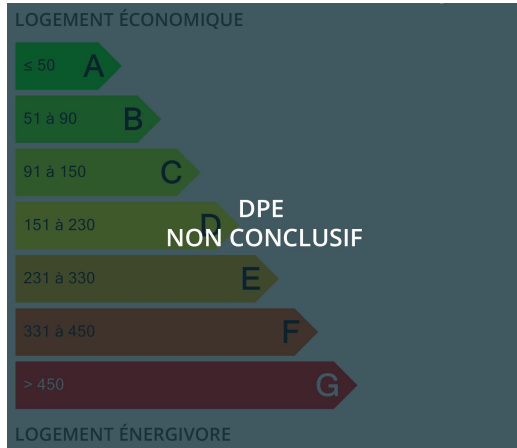 LOGEMENT ÉCONOMIQUE
≤ 50 A
51 à 90 B
91 à 150 C
151 à 230 D
DPE
NON CONCLUSIF
231 à 330 E
331 à 450 F
> 450 G
LOGEMENT ÉNERGIVORE